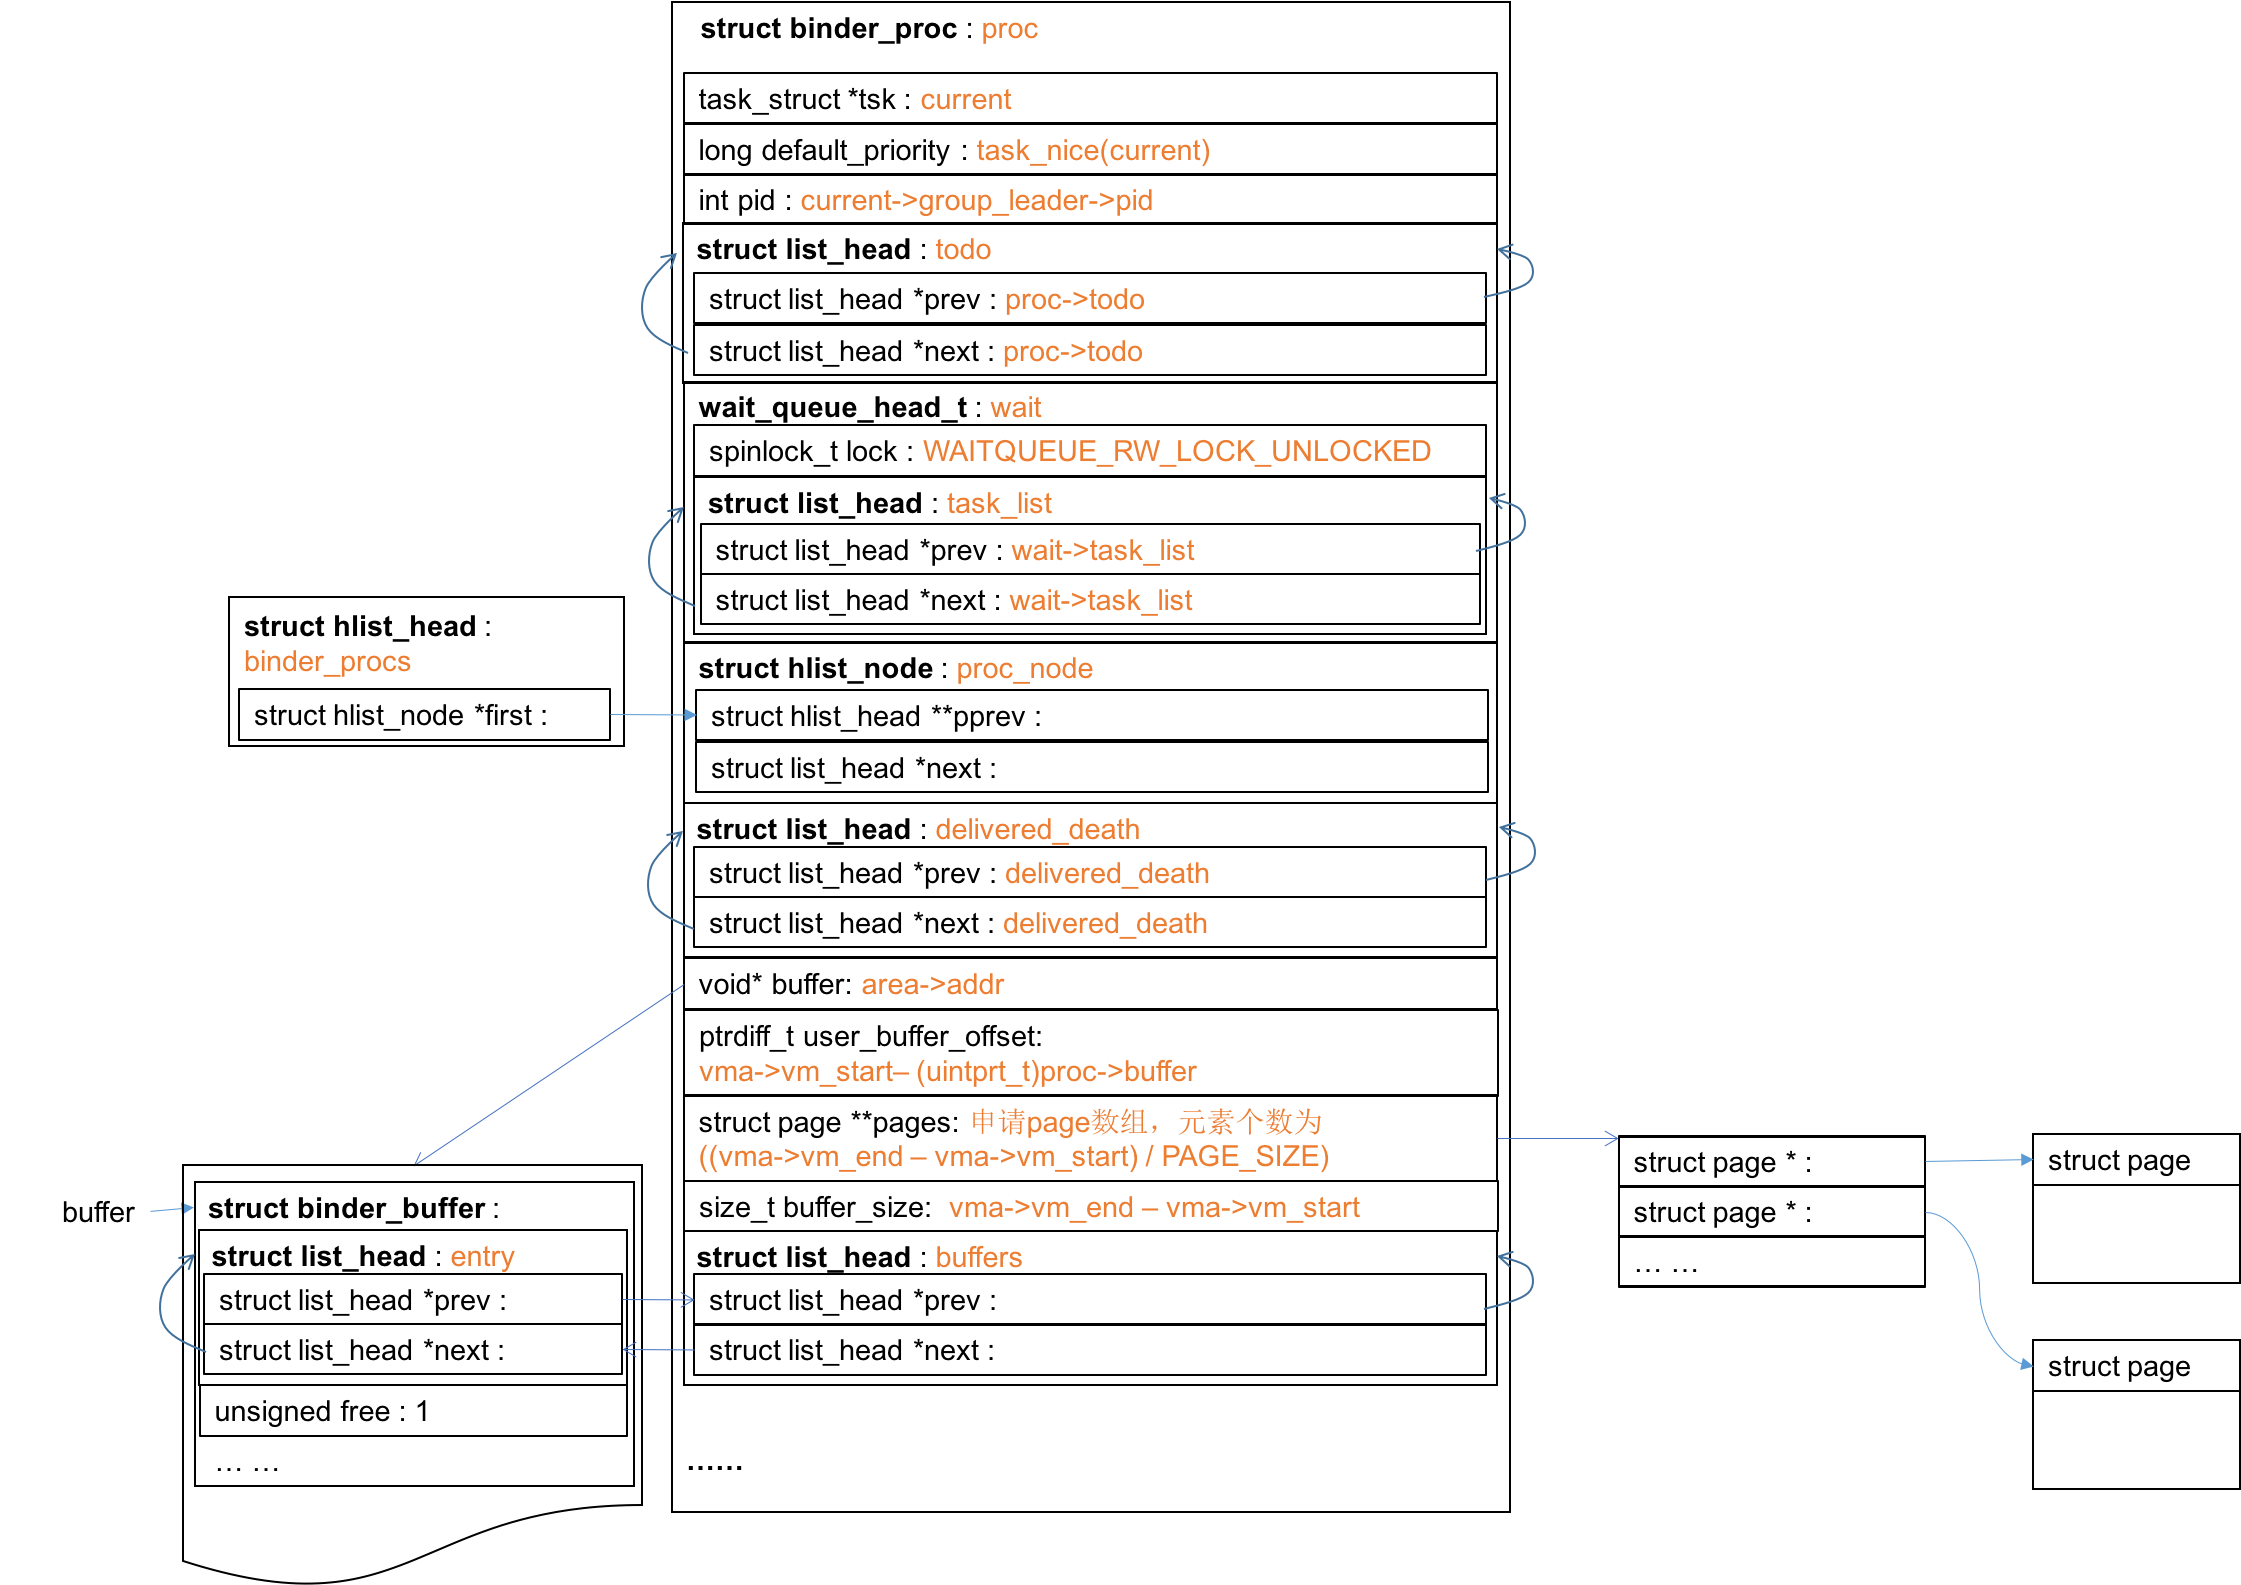 struct binder_proc : proc
task_struct *tsk : current
long default_priority : task_nice(current)
int pid : current->group_leader->pid
struct list_head : todo
struct list_head *prev : proc->todo
struct list_head *next : proc->todo
wait_queue_head_t : wait
spinlock_t lock : WAITQUEUE_RW_LOCK_UNLOCKED
struct list_head : task_list
struct list_head *prev : wait->task_list
struct list_head *next : wait->task_list
struct hlist_head :
binder_procs
struct hlist_node *first :
struct hlist_node : proc_node
struct hlist_head **pprev :
struct list_head *next :
struct list_head : delivered_death
struct list_head *prev : delivered_death
struct list_head *next : delivered_death
void* buffer: area->addr
ptrdiff_t user_buffer_offset:
vma->vm_start– (uintprt_t)proc->buffer
struct page **pages: 申请page数组，元素个数为
((vma->vm_end – vma->vm_start) / PAGE_SIZE)
size_t buffer_size: vma->vm_end – vma->vm_start
struct list_head : buffers
struct list_head *prev :
struct list_head *next :
......
buffer
struct binder_buffer :
struct list_head : entry
struct list_head *prev :
struct list_head *next :
unsigned free : 1
… …
struct page * :
struct page * :
… …
struct page
struct page